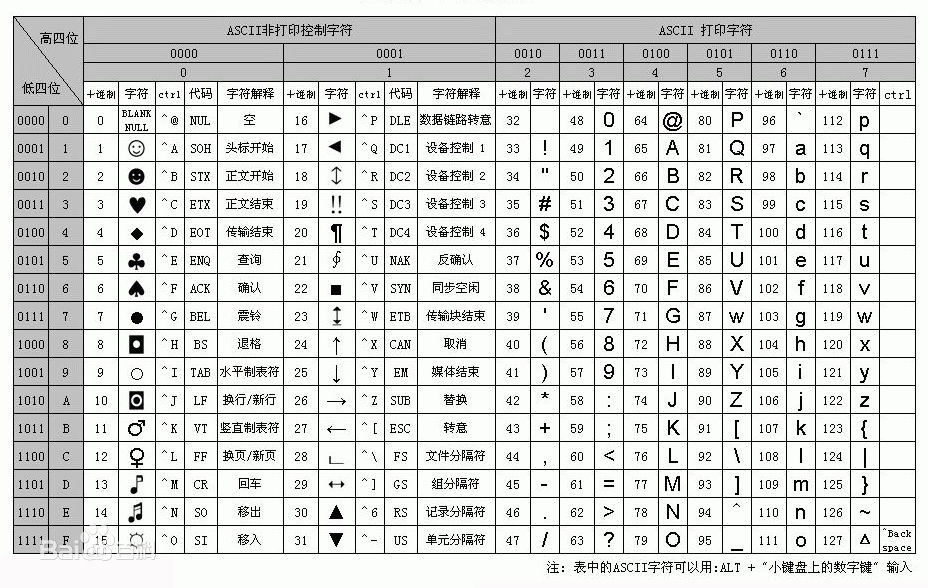 高四位 ASCII非打印控制字符 ASCII 打印字符
0000 0001 0010 0011 0100 0101 0110 0111
低四位 0 1 2 3 4 5 6 7
十进制 字符 ctrl 代码 字符解释 十进制 字符 ctrl 代码 字符解释 十进制 字符 十进制 字符 十进制 字符 十进制 字符 十进制 字符 十进制 字符 ctrl
0000 0 0 BLANK NULL ^@ NUL 空 16 ► ^P DLE 数据链路转意 32 48 0 64 @ 80 P 96 ` 112 p
0001 1 1 ☺ ^A SOH 头标开始 17 ◄ ^Q DC1 设备控制 1 33 ! 49 1 65 A 81 Q 97 a 113 q
0010 2 2 ☻ ^B STX 正文开始 18 ↕ ^R DC2 设备控制 2 34 " 50 2 66 B 82 R 98 b 114 r
0011 3 3 ♥ ^C ETX 正文结束 19 ‼ ^S DC3 设备控制 3 35 # 51 3 67 C 83 S 99 c 115 s
0100 4 4 ♦ ^D EOT 传输结束 20 ¶ ^T DC4 设备控制 4 36 $ 52 4 68 D 84 T 100 d 116 t
0101 5 5 ♣ ^E ENQ 查询 21 ∮ ^U NAK 反确认 37 % 53 5 69 E 85 U 101 e 117 u
0110 6 6 ♠ ^F ACK 确认 22 ■ ^V SYN 同步空闲 38 & 54 6 70 F 86 V 102 f 118 v
0111 7 7 ● ^G BEL 震铃 23 ↨ ^W ETB 传输块结束 39 ' 55 7 71 G 87 w 103 g 119 w
1000 8 8 ◘ ^H BS 退格 24 ↑ ^X CAN 取消 40 ( 56 8 72 H 88 X 104 h 120 x
1001 9 9 ○ ^I TAB 水平制表符 25 ↓ ^Y EM 媒体结束 41 ) 57 9 73 I 89 Y 105 i 121 y
1010 A 10 ◙ ^J LF 换行/新行 26 → ^Z SUB 替换 42 * 58 : 74 J 90 Z 106 j 122 z
1011 B 11 ♂ ^K VT 竖直制表符 27 ← ^[ ESC 转意 43 + 59 ; 75 K 91 [ 107 k 123 {
1100 C 12 ♀ ^L FF 换页/新页 28 ∟ ^\ FS 文件分隔符 44 , 60 < 76 L 92 \ 108 l 124 |
1101 D 13 ♪ ^M CR 回车 29 ↔ ^] GS 组分隔符 45 - 61 = 77 M 93 ] 109 m 125 }
1110 E 14 ♫ ^N SO 移出 30 ▲ ^6 RS 记录分隔符 46 . 62 > 78 N 94 ^ 110 n 126 ~
1111 F 15 ☼ ^O SI 移入 31 ▼ ^- US 单元分隔符 47 / 63 ? 79 O 95 _ 111 o 127 Δ ^Back space
Bai 百科
注: 表中的ASCII字符可以用:ALT + "小键盘上的数字键" 输入